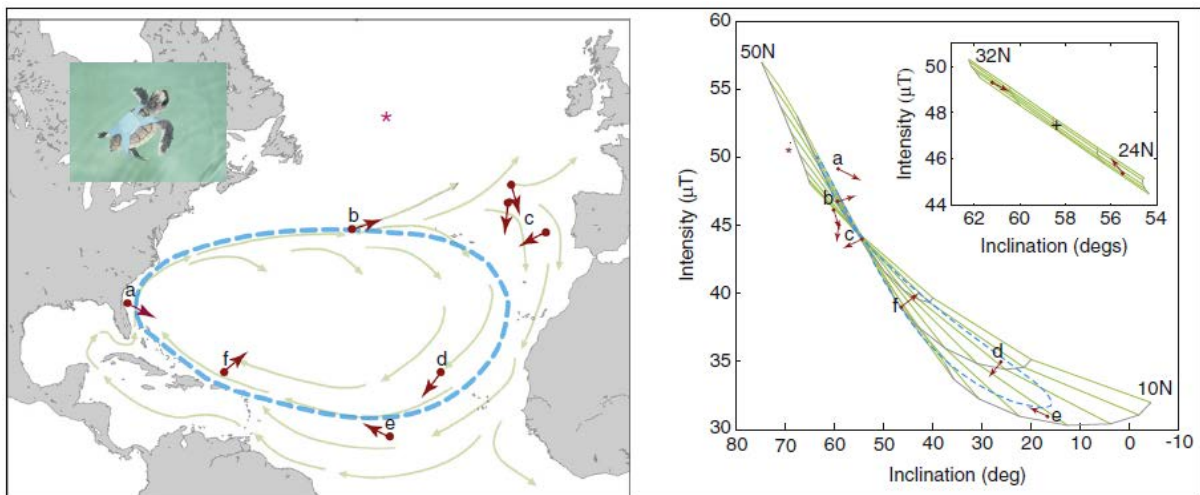 a
b
c
d
e
f
*
60
55
50
45
40
35
30
Intensity (μT)
80
70
60
50
40
30
20
10
0
-10
Inclination (deg)
50N
10N
*
a
b
c
f
d
e
50
48
46
44
Intensity (μT)
62
60
58
56
54
Inclination (degs)
32N
24N
+